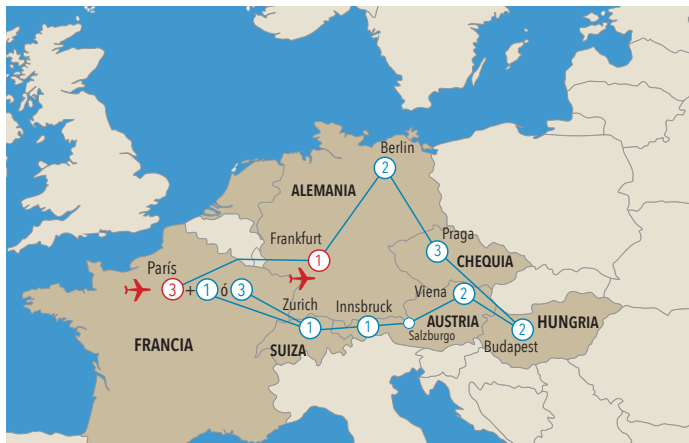 Berlin
2
ALEMANIA
Frankfurt
1
Praga
3
CHEQUIA
París
3 + 1 ó 3
Viena
2
Zurich
1
Innsbruck
1
Salzburgo
AUSTRIA
HUNGRIA
2
Budapest
FRANCIA
SUIZA